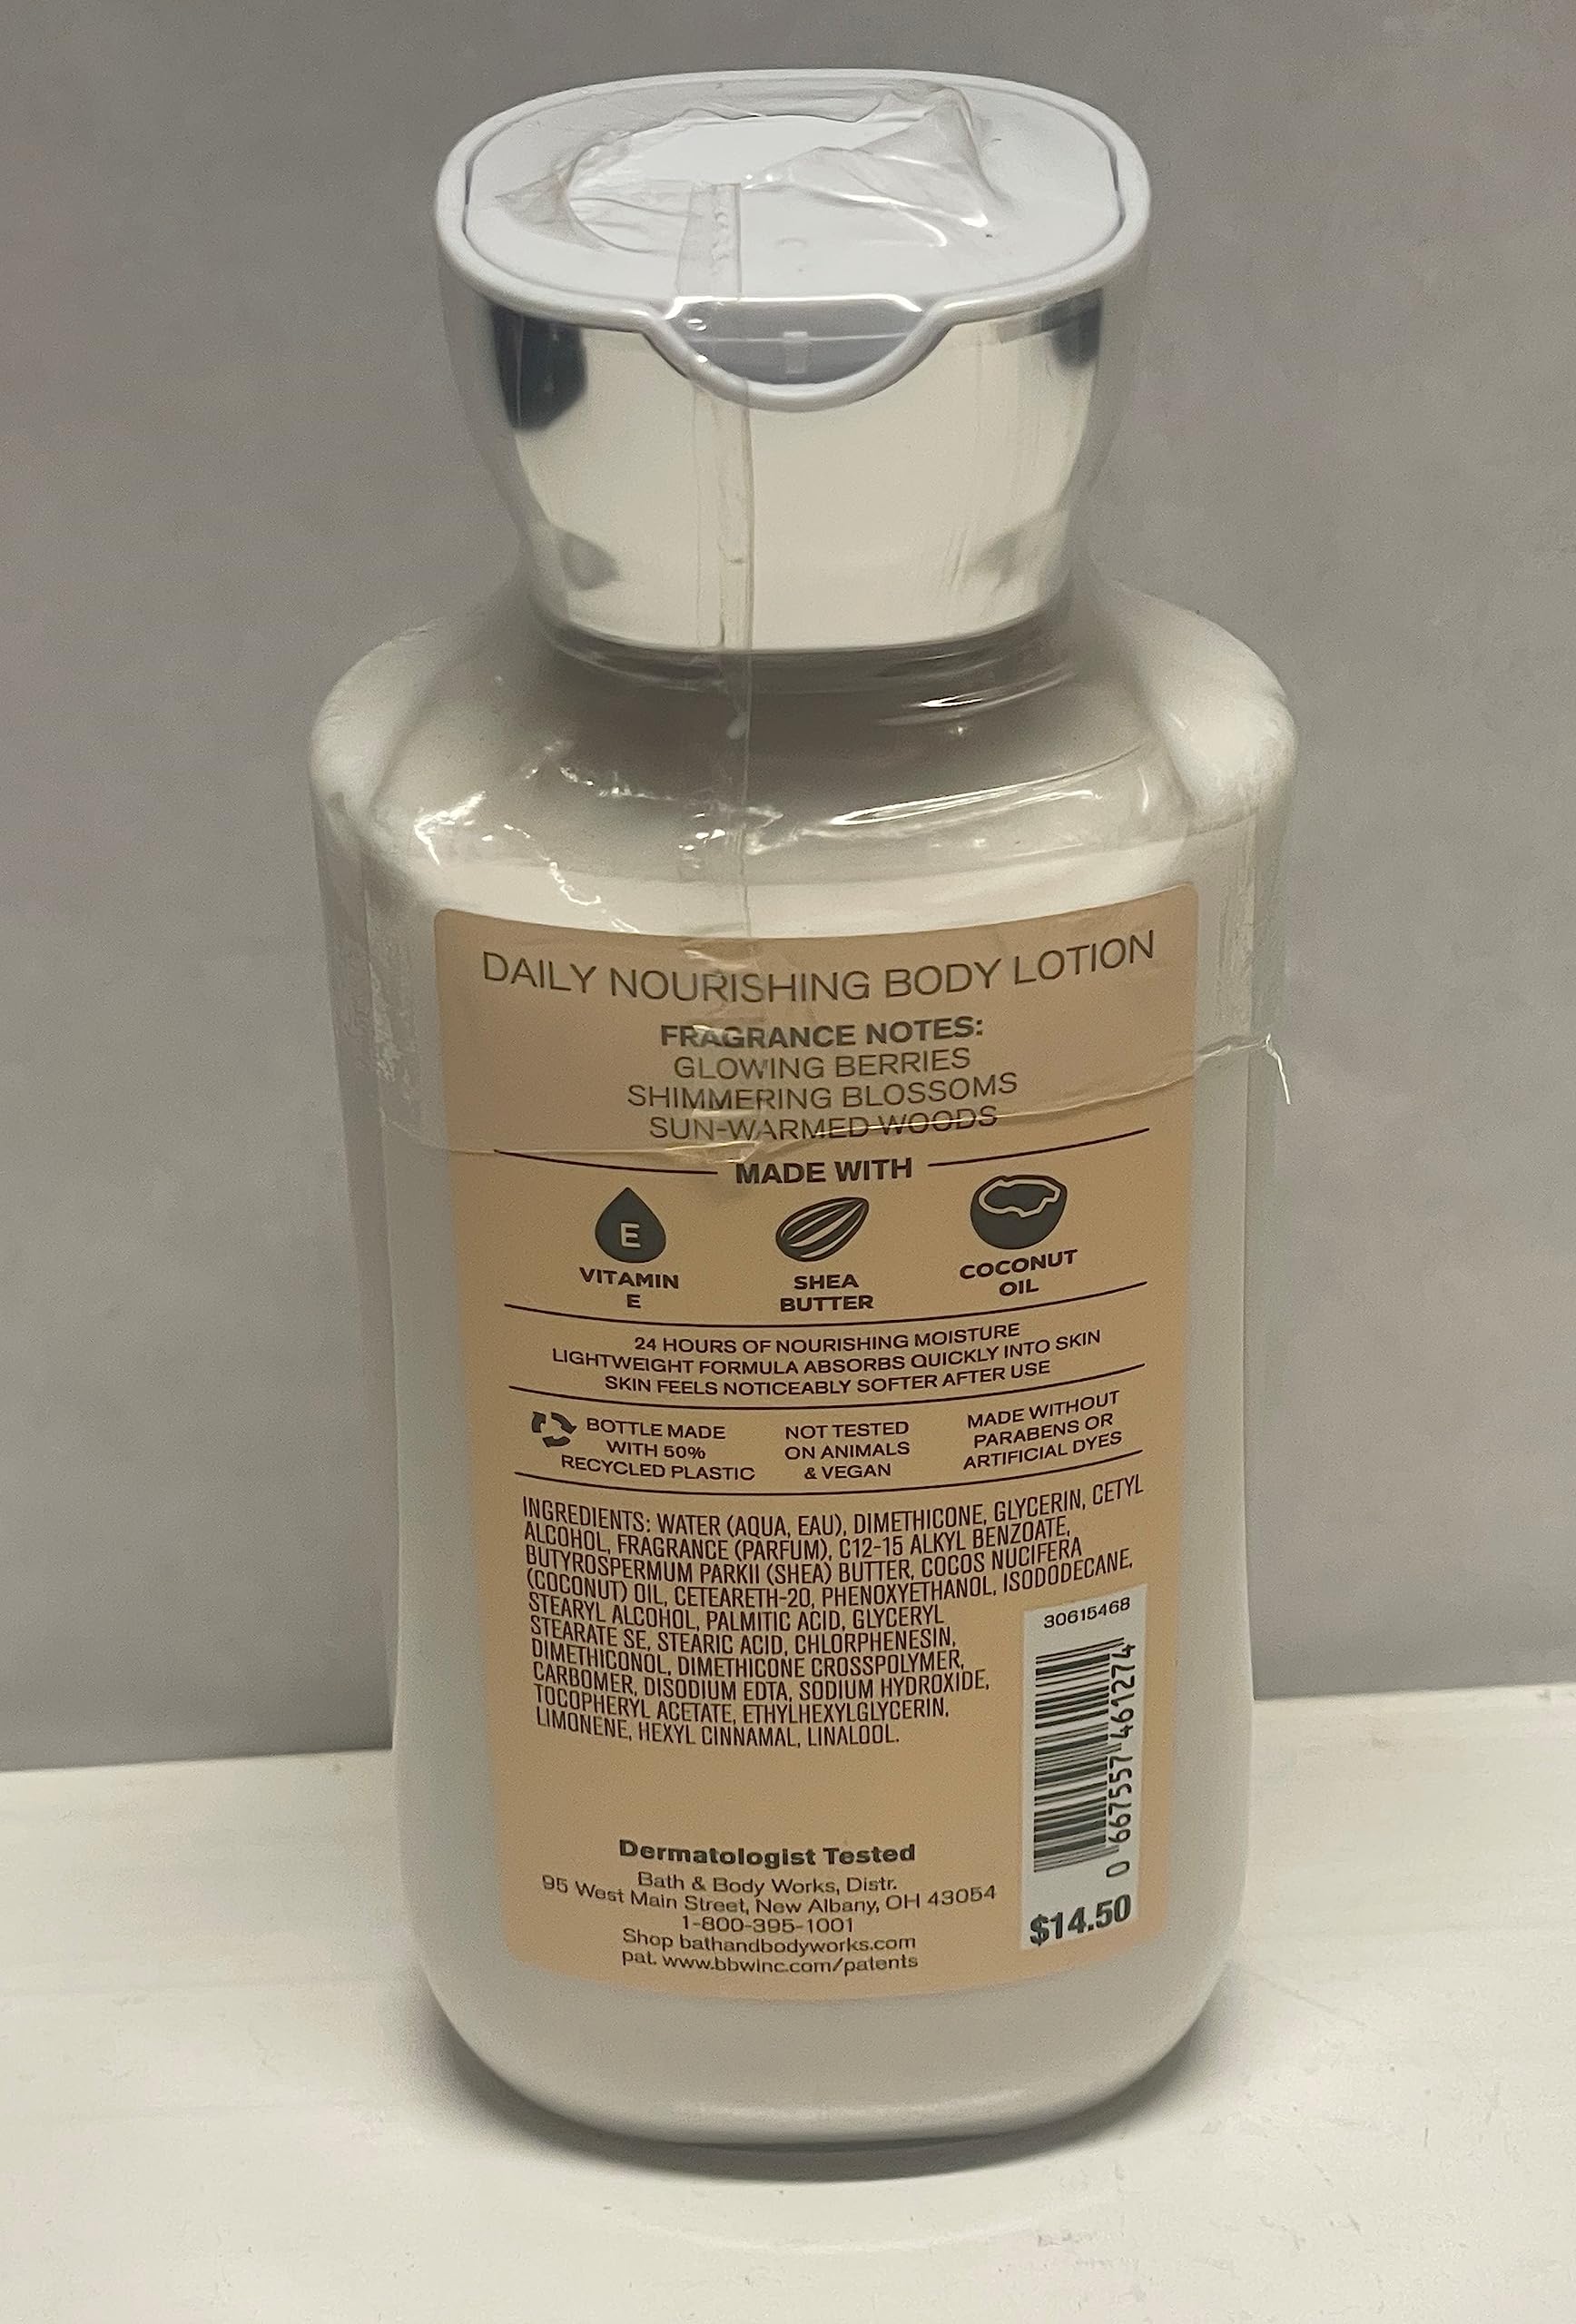 DAILY NOURISHING BODY LOTION
FRAGRANCE NOTES:
GLOWING BERRIES
SHIMMERING BLOSSOMS
SUN-WARMED WOODS
MADE WITH
E
VITAMIN
E
SHEA
BUTTER
COCONUT
OIL
24 HOURS OF NOURISHING MOISTURE
LIGHTWEIGHT FORMULA ABSORBS QUICKLY INTO SKIN
SKIN FEELS NOTICEABLY SOFTER AFTER USE
BOTTLE MADE
WITH 50%
RECYCLED PLASTIC
NOT TESTED
ON ANIMALS
& VEGAN
MADE WITHOUT
PARABENS OR
ARTIFICIAL DYES
INGREDIENTS: WATER (AQUA, EAU), DIMETHICONE, GLYCERIN, CETYL
ALCOHOL, FRAGRANCE (PARFUM), C12-15 ALKYL BENZOATE,
BUTYROSPERMUM PARKII (SHEA) BUTTER, COCOS NUCIFERA
(COCONUT) OIL, CETEARETH-20, PHENOXYETHANOL, ISODODECANE,
STEARYL ALCOHOL, PALMITIC ACID, GLYCERYL
STEARATE SE, STEARIC ACID, CHLORPHENESIN,
DIMETHICONOL, DIMETHICONE CROSSPOLYMER,
CARBOMER, DISODIUM EDTA, SODIUM HYDROXIDE,
TOCOPHERYL ACETATE, ETHYLHEXYLGLYCERIN,
LIMONENE, HEXYL CINNAMAL, LINALOOL.
30615468
0 667557 461274
$14.50
Dermatologist Tested
Bath & Body Works, Distr.
95 West Main Street, New Albany, OH 43054
1-800-395-1001
Shop bathandbodyworks.com
pat. www.bbwinc.com/patents